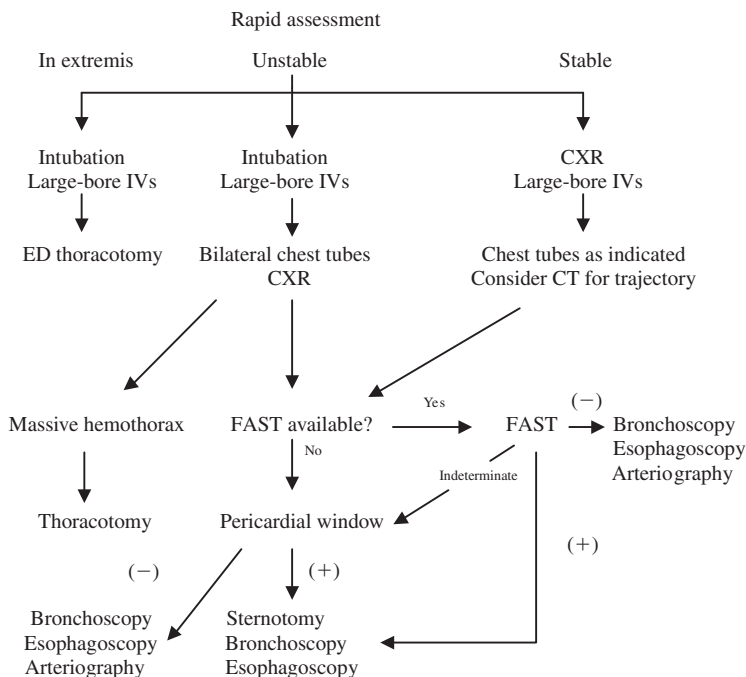 Rapid assessment
In extremis
Unstable
Stable
Intubation
Large-bore IVs
Intubation
Large-bore IVs
CXR
Large-bore IVs
ED thoracotomy
Bilateral chest tubes
CXR
Chest tubes as indicated
Consider CT for trajectory
Massive hemothorax
FAST available?
Yes
FAST
(−)
Bronchoscopy
Esophagoscopy
Arteriography
No
Indeterminate
Thoracotomy
Pericardial window
(+)
(−)
(+)
Bronchoscopy
Esophagoscopy
Arteriography
Sternotomy
Bronchoscopy
Esophagoscopy